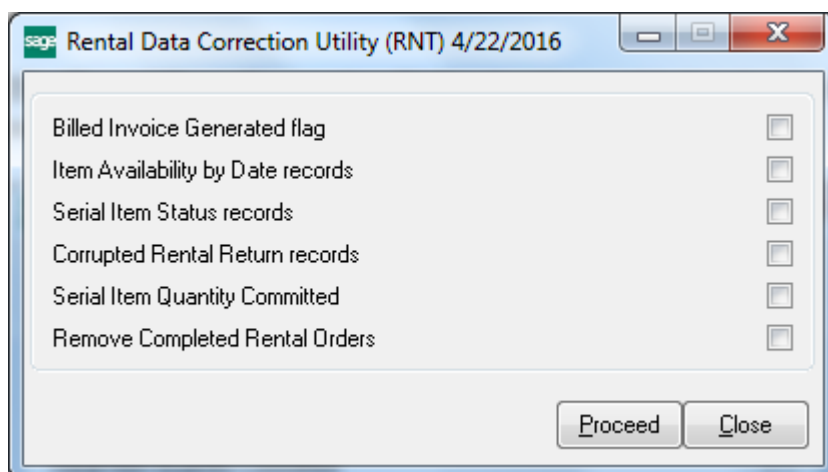 sage Rental Data Correction Utility (RNT) 4/22/2016
Billed Invoice Generated flag
Item Availability by Date records
Serial Item Status records
Corrupted Rental Return records
Serial Item Quantity Committed
Remove Completed Rental Orders
Proceed Close